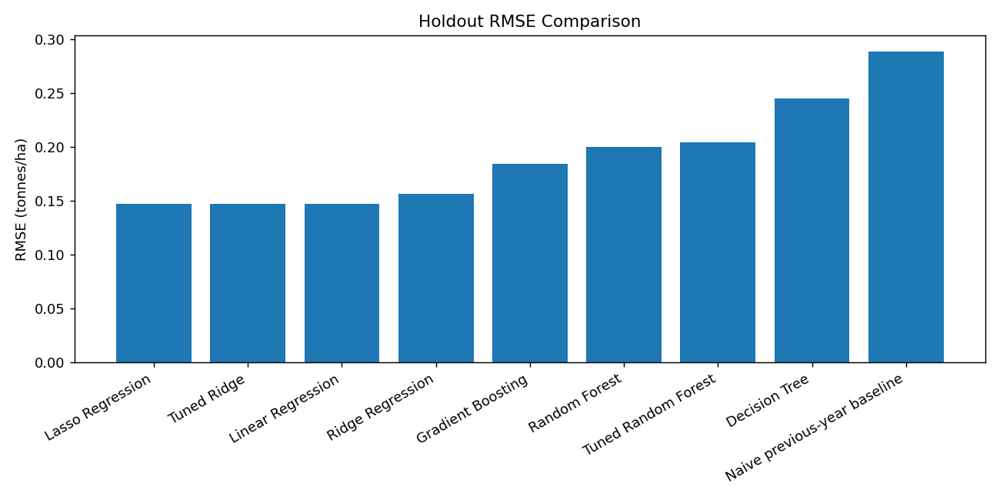 Holdout RMSE Comparison
RMSE (tonnes/ha)
0.30
0.25
0.20
0.15
0.10
0.05
0.00
Lasso Regression
Tuned Ridge
Linear Regression
Ridge Regression
Gradient Boosting
Random Forest
Tuned Random Forest
Decision Tree
Naive previous-year baseline